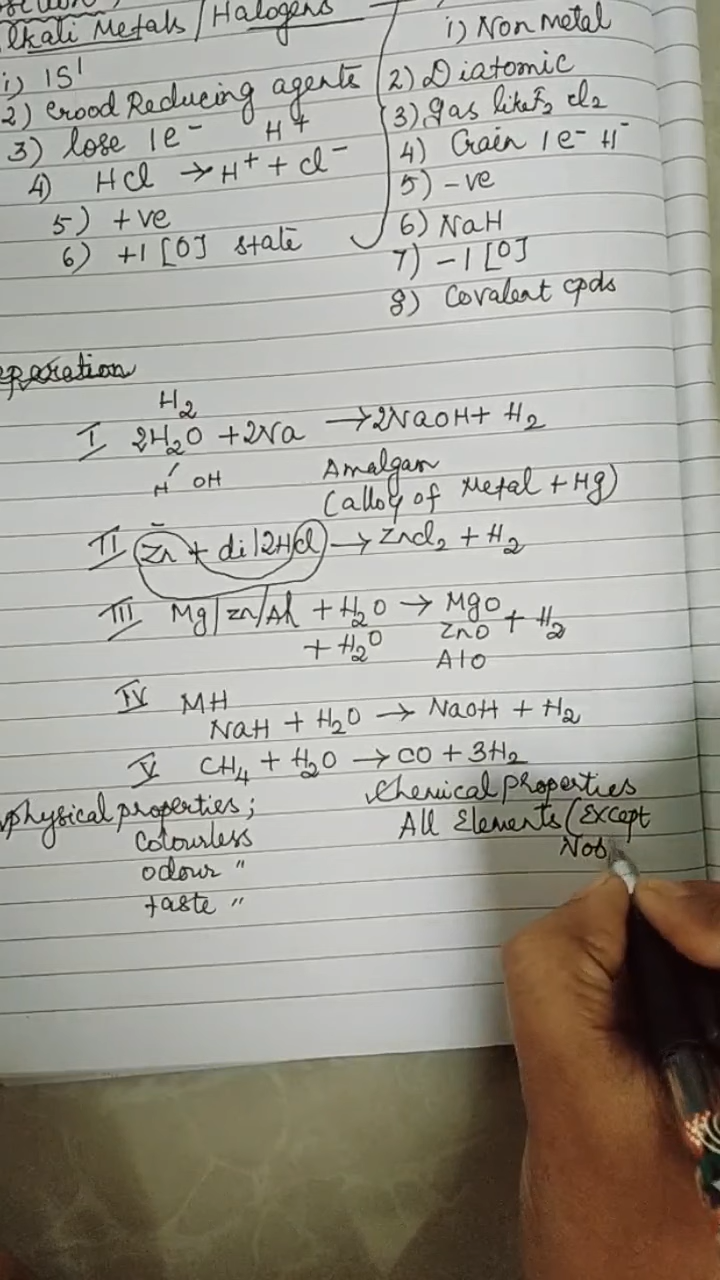 Alkali Metals / Halogens
i) 1S¹
2) Good Reducing agents
3) lose 1e⁻ H⁺
4) HCl → H⁺ + Cl⁻
5) +ve
6) +1 [O] state
i) Non metal
2) Diatomic
3) gas like F₂ Cl₂
4) Gain 1e⁻ H⁻
5) -ve
6) NaH
7) -1 [O]
8) Covalent cpds
eparation
H₂
I 2H₂O + 2Na → 2NaOH + H₂
H OH Amalgam
(alloy of Metal + Hg)
II Zn + dil 2HCl → ZnCl₂ + H₂
III Mg/Zn/Al + H₂O → MgO + H₂
+ H₂O ZnO
AlO
IV MH
NaH + H₂O → NaOH + H₂
V CH₄ + H₂O → CO + 3H₂
physical properties;
Colourless
odour "
taste "
Chemical properties
All Elements (Except
Nob